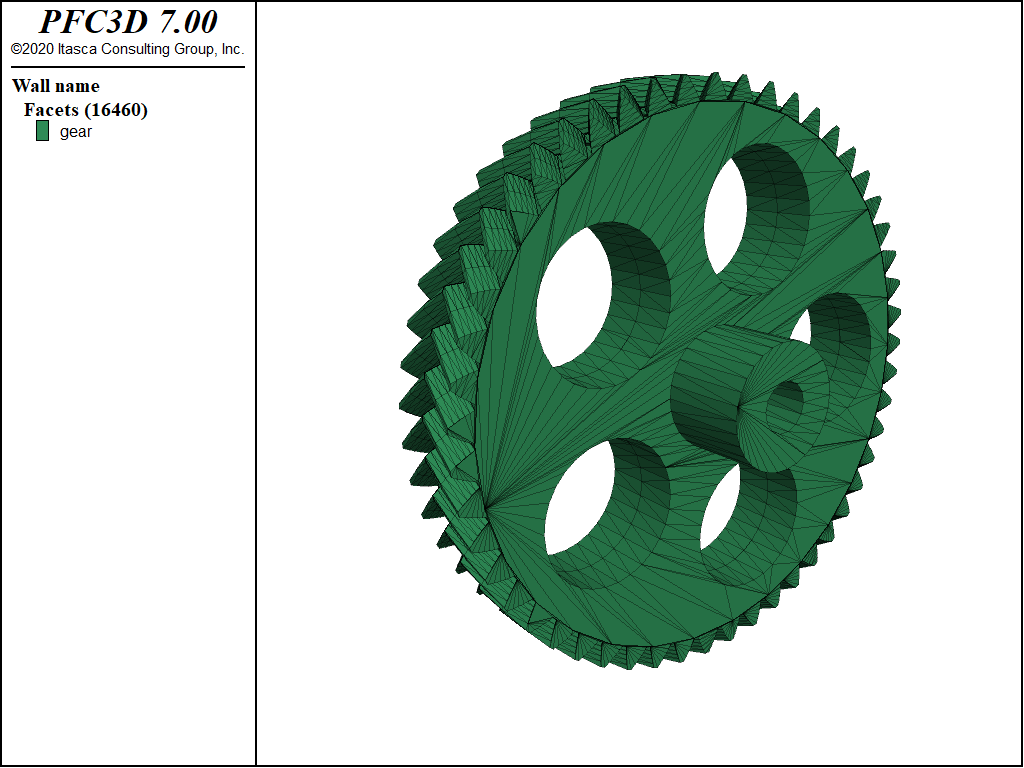 PFC3D 7.00
©2020 Itasca Consulting Group, Inc.
Wall name
Facets (16460)
gear